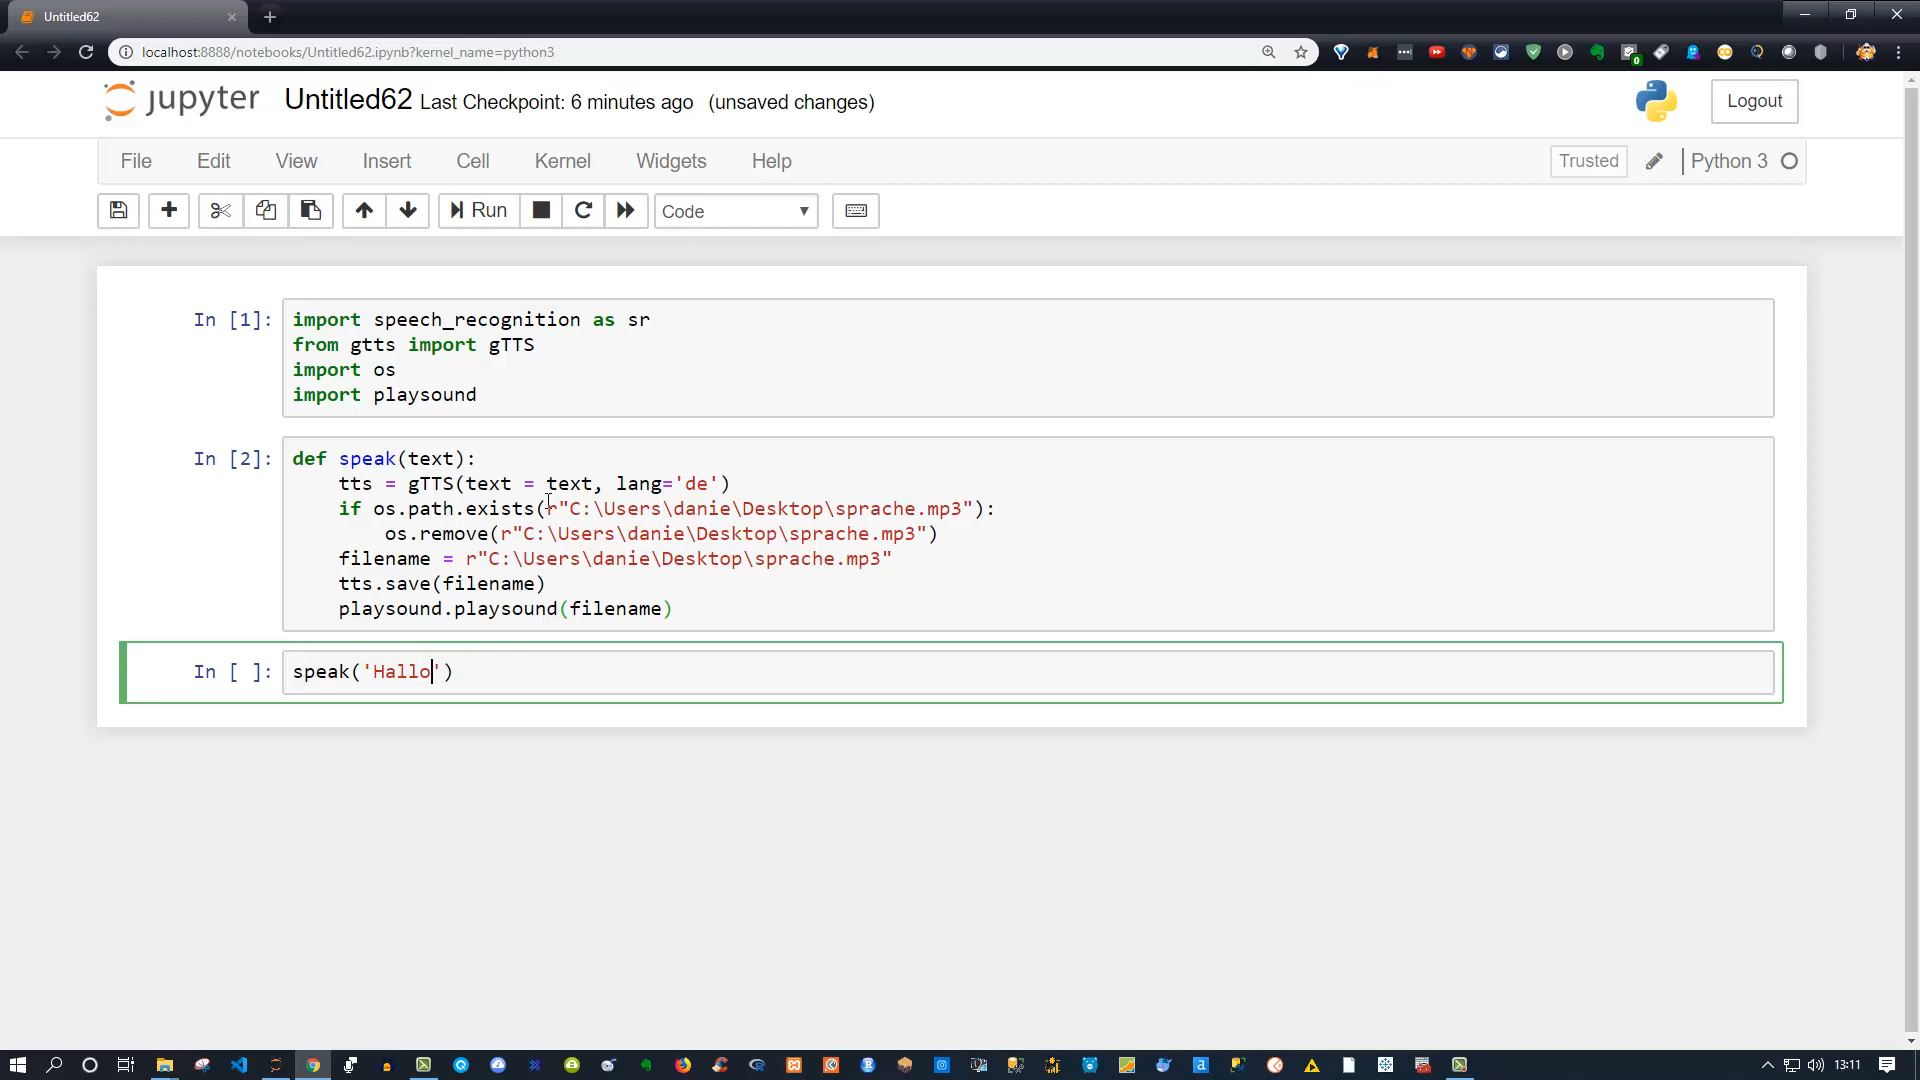 Untitled62
localhost:8888/notebooks/Untitled62.ipynb?kernel_name=python3
jupyter Untitled62 Last Checkpoint: 6 minutes ago (unsaved changes)
Logout
File Edit View Insert Cell Kernel Widgets Help
Trusted Python 3
Run Code
In [1]: import speech_recognition as sr
from gtts import gTTS
import os
import playsound
In [2]: def speak(text):
tts = gTTS(text = text, lang='de')
if os.path.exists(r"C:\Users\danie\Desktop\sprache.mp3"):
os.remove(r"C:\Users\danie\Desktop\sprache.mp3")
filename = r"C:\Users\danie\Desktop\sprache.mp3"
tts.save(filename)
playsound.playsound(filename)
In [ ]: speak('Hallo')
13:11